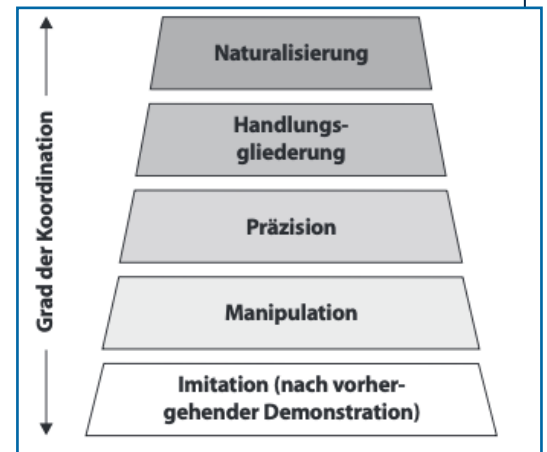 Grad der Koordination
Naturalisierung
Handlungs-
gliederung
Präzision
Manipulation
Imitation (nach vorher-
gehender Demonstration)